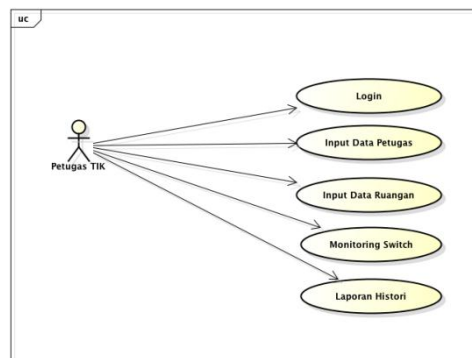 uc
Login
Input Data Petugas
Petugas TIK
Input Data Ruangan
Monitoring Switch
Laporan Histori